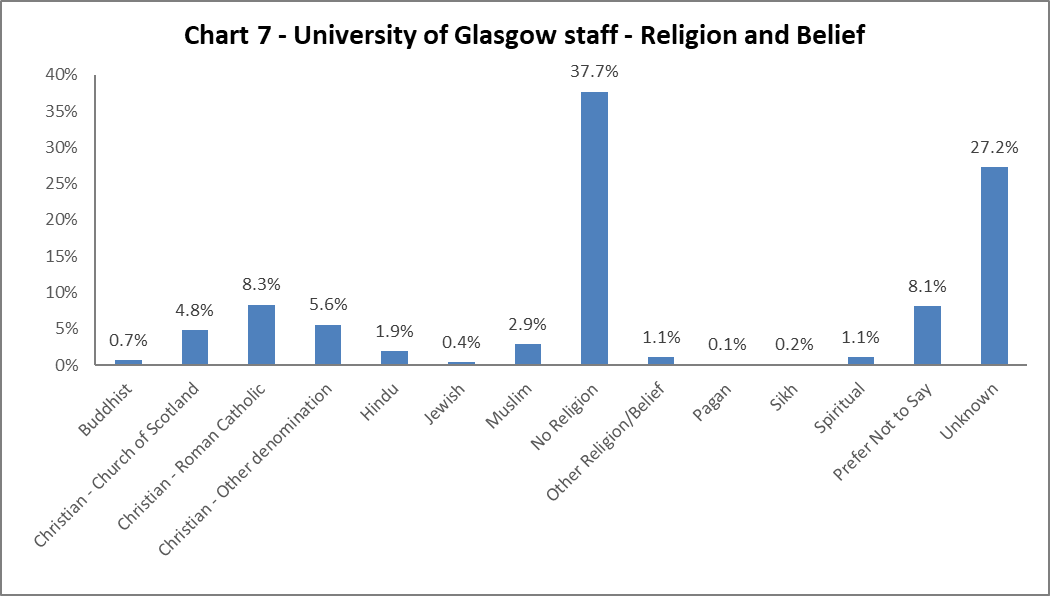 Chart 7 - University of Glasgow staff - Religion and Belief
40%
35%
30%
25%
20%
15%
10%
5%
0%
0.7%
4.8%
8.3%
5.6%
1.9%
0.4%
2.9%
37.7%
1.1%
0.1%
0.2%
1.1%
8.1%
27.2%
Buddhist
Christian - Church of Scotland
Christian - Roman Catholic
Christian - Other denomination
Hindu
Jewish
Muslim
No Religion
Other Religion/Belief
Pagan
Sikh
Spiritual
Prefer Not to Say
Unknown